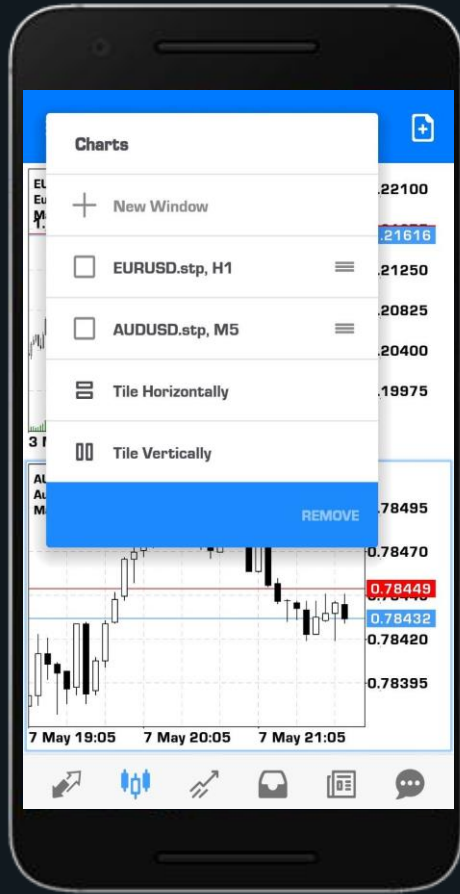 Charts
New Window
EURUSD.stp, H1
AUDUSD.stp, M5
Tile Horizontally
Tile Vertically
REMOVE
.22100
.21616
.21250
.20825
.20400
.19975
.78495
0.78470
0.78449
0.78432
0.78420
0.78395
7 May 19:05 7 May 20:05 7 May 21:05